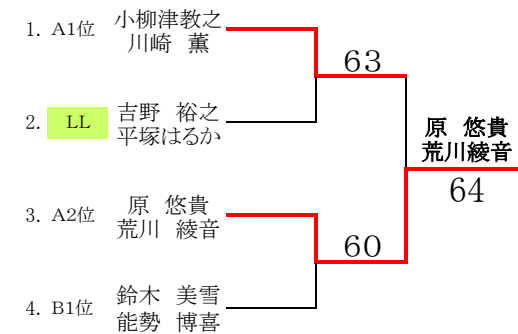 1. A1位 小柳津教之
川崎 薫
63
2. LL 吉野 裕之
平塚はるか
原 悠貴
荒川綾音
64
3. A2位 原 悠貴
荒川 綾音
60
4. B1位 鈴木 美雪
能勢 博喜